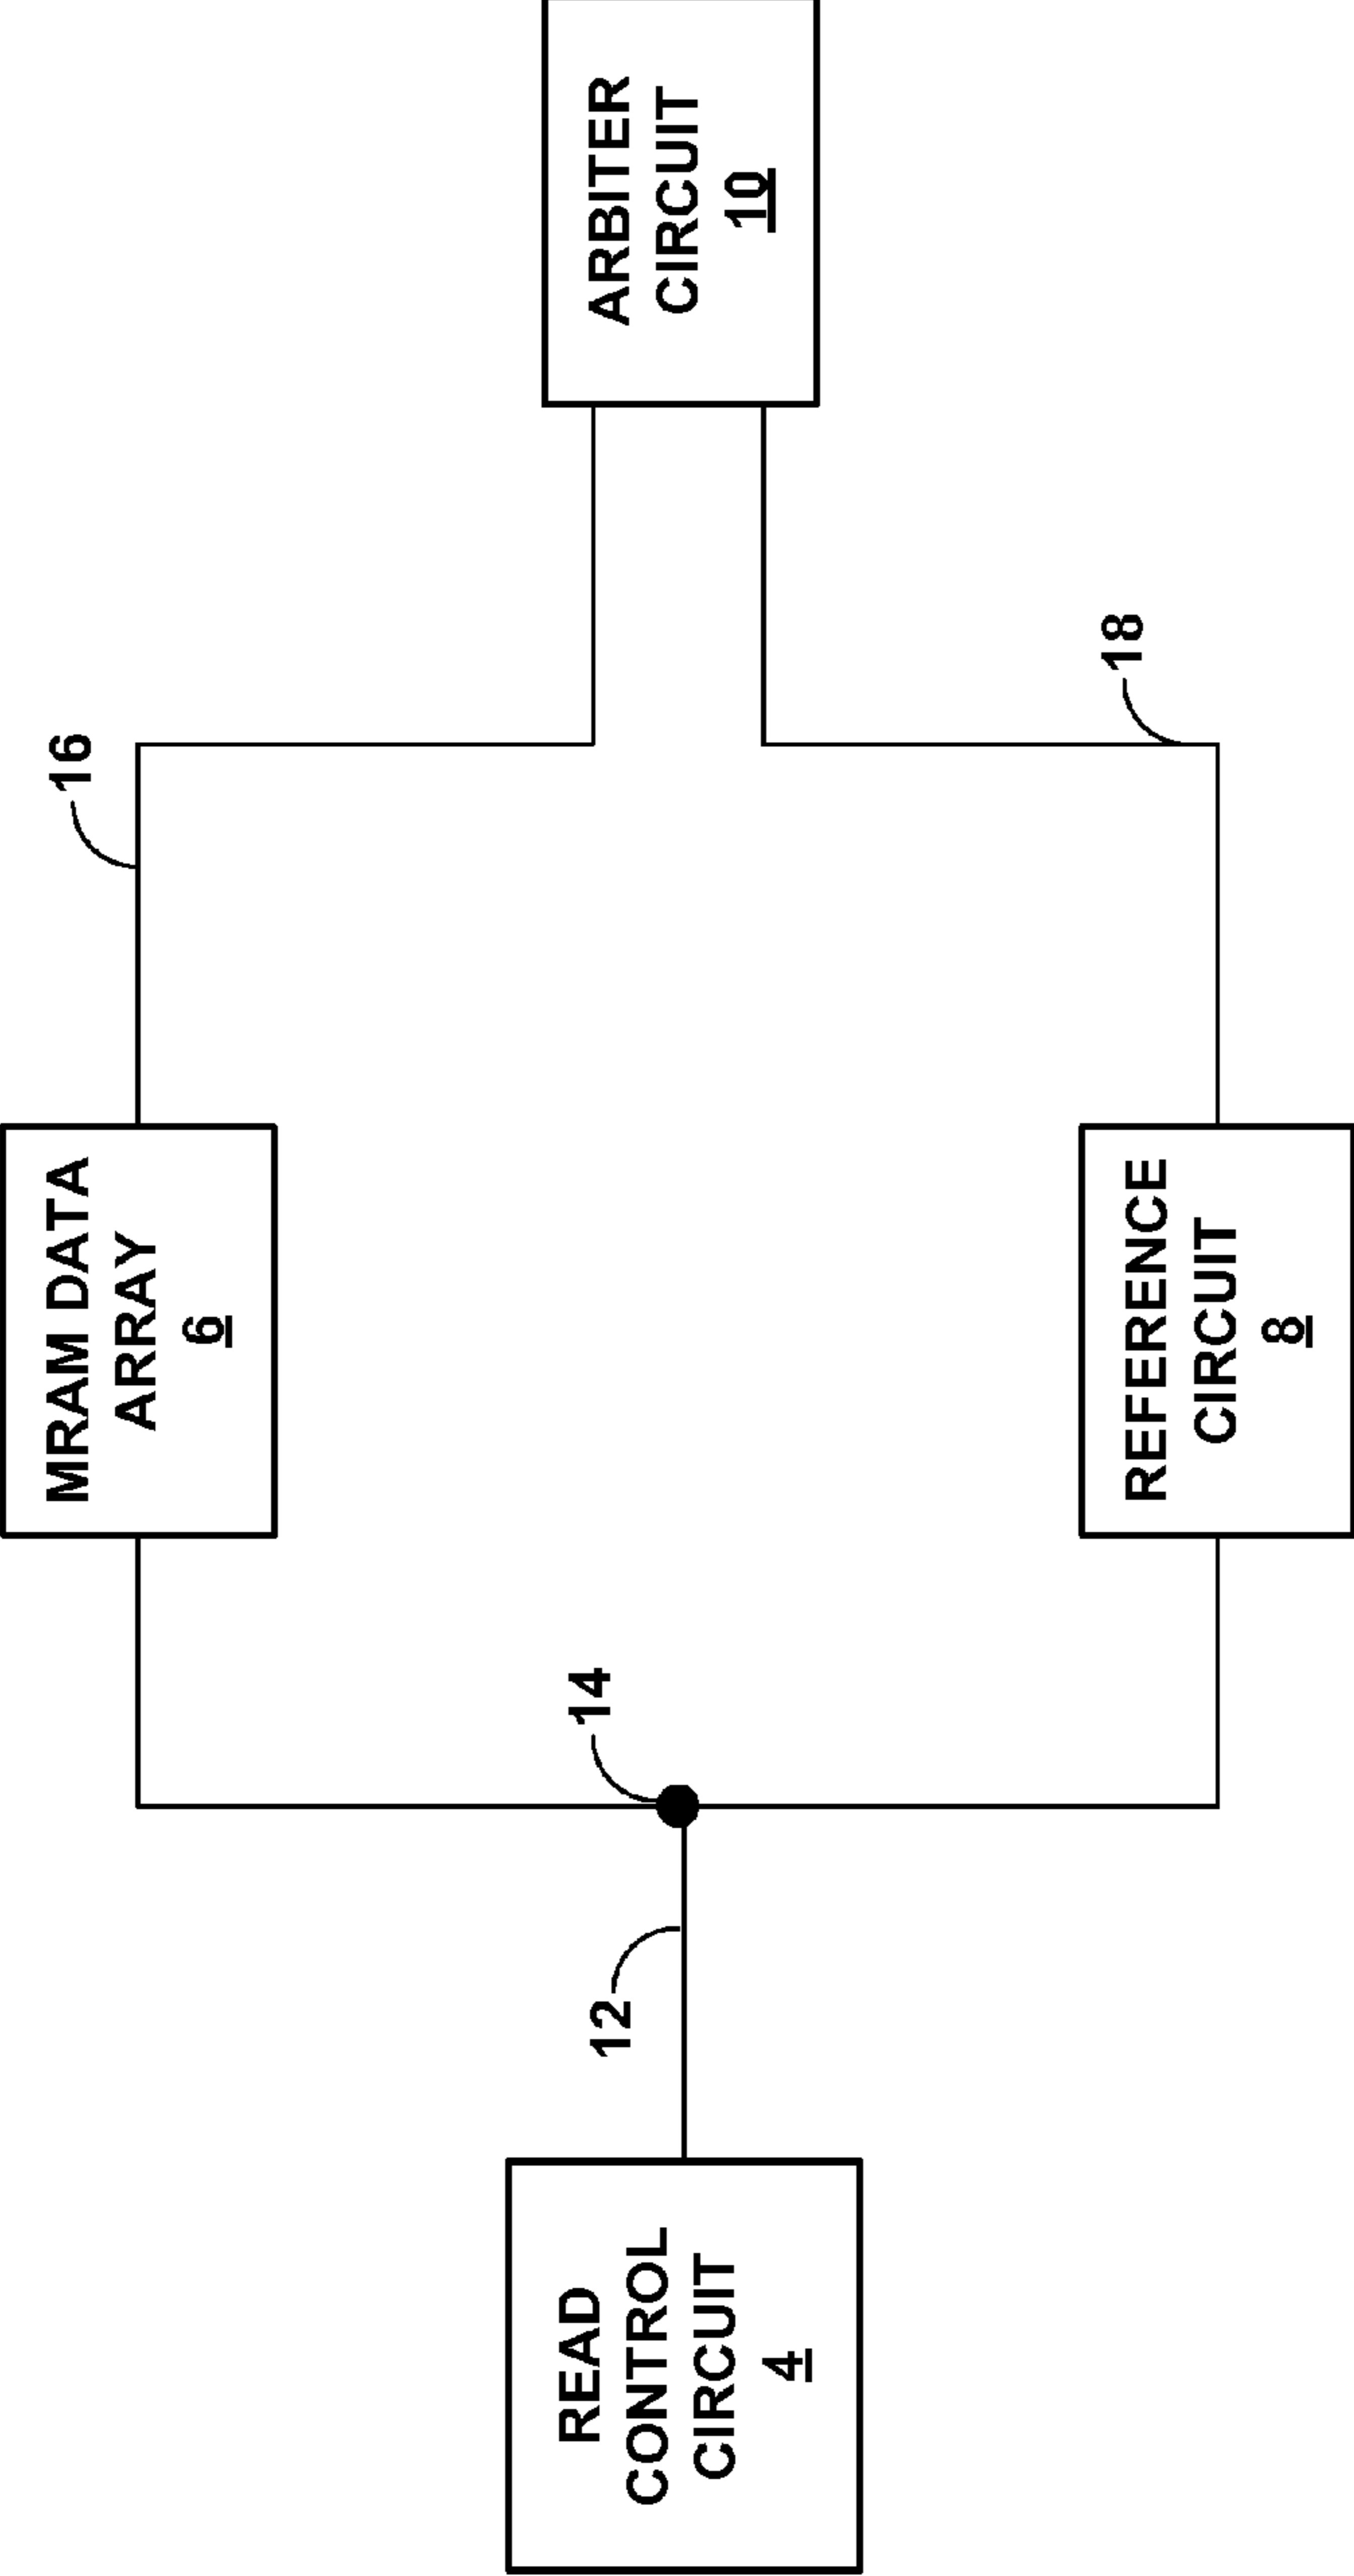 MRAM DATA
ARRAY
6
16
READ
CONTROL
CIRCUIT
4
12
14
ARBITER
CIRCUIT
10
REFERENCE
CIRCUIT
8
18